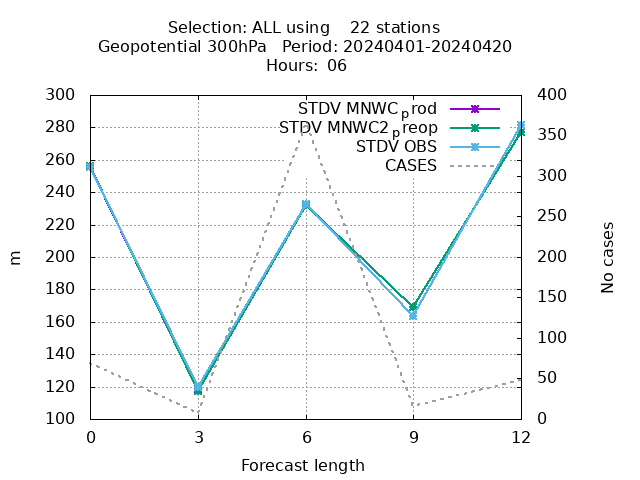 Selection: ALL using    22 stations
Geopotential 300hPa   Period: 20240401-20240420
Hours:  06
STDV MNWCprod
STDV MNWC2preop
STDV OBS
CASES
300
280
260
240
220
200
180
160
140
120
100
m
400
350
300
250
200
150
100
50
0
No cases
0 3 6 9 12
Forecast length